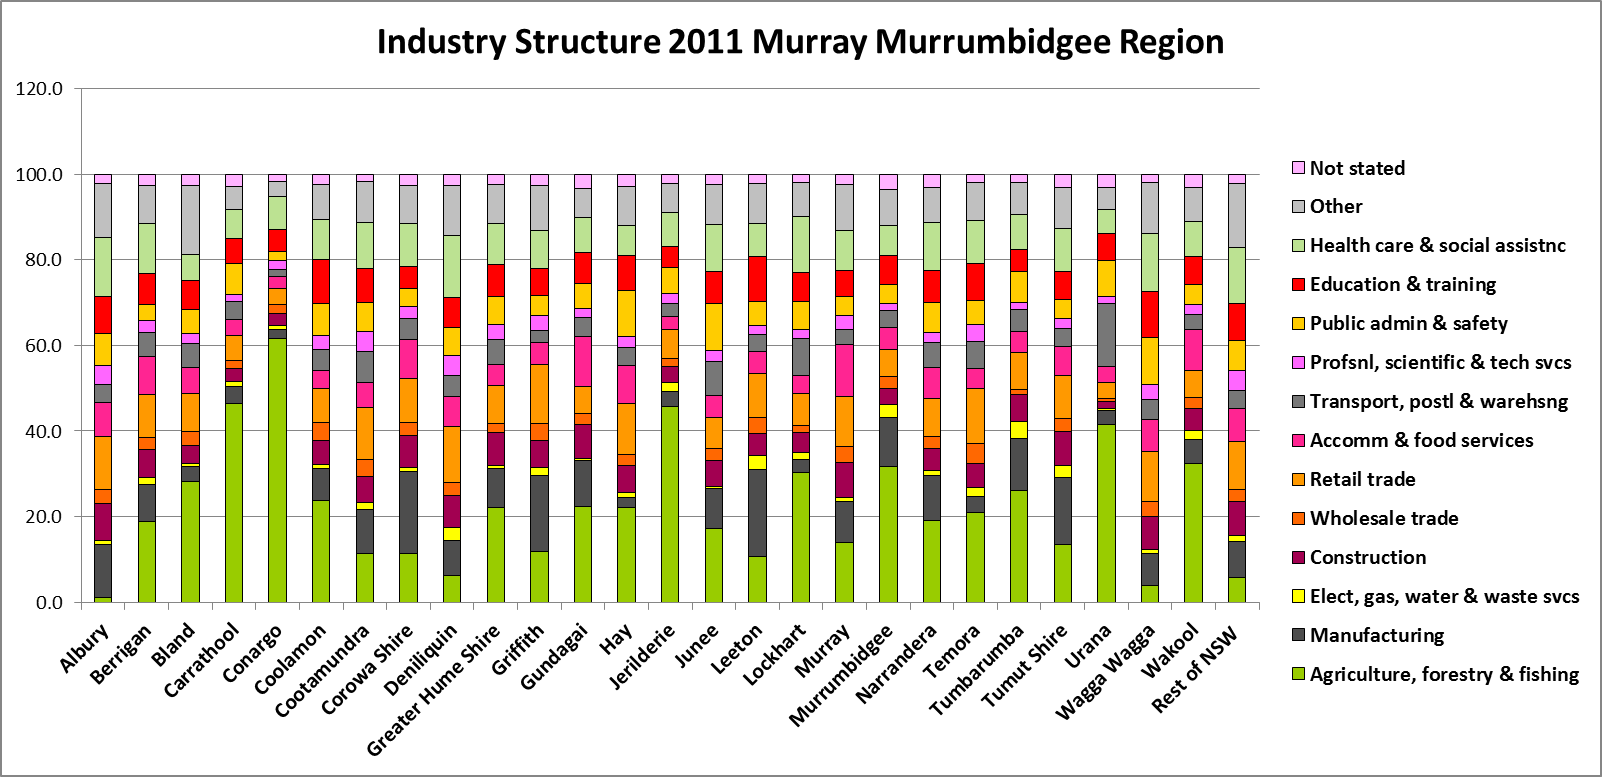 Industry Structure 2011 Murray Murrumbidgee Region
120.0
100.0
80.0
60.0
40.0
20.0
0.0
Albury
Berrigan
Bland
Carrathool
Conargo
Coolamon
Cootamundra
Corowa Shire
Deniliquin
Greater Hume Shire
Griffith
Gundagai
Hay
Jerilderie
Junee
Leeton
Lockhart
Murray
Murrumbidgee
Narrandera
Temora
Tumbarumba
Tumut Shire
Urana
Wagga Wagga
Wakool
Rest of NSW
Not stated
Other
Health care & social assistnc
Education & training
Public admin & safety
Profsnl, scientific & tech svcs
Transport, postl & warehsng
Accomm & food services
Retail trade
Wholesale trade
Construction
Elect, gas, water & waste svcs
Manufacturing
Agriculture, forestry & fishing